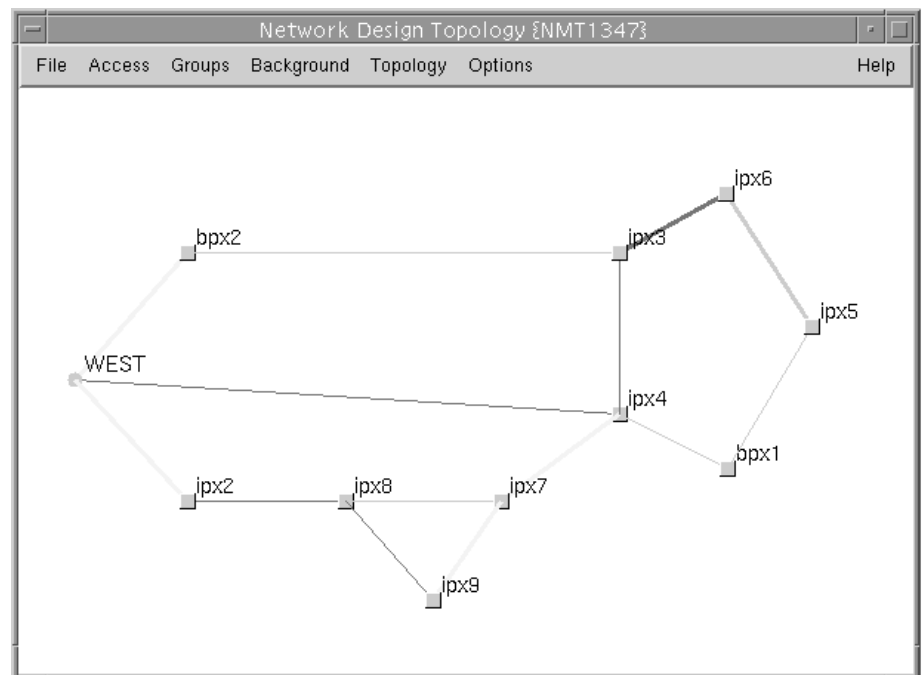 Network Design Topology {NMT1347}
File Access Groups Background Topology Options Help
ipx6
bpx2
ipx3
ipx5
WEST
ipx4
bpx1
ipx2
ipx8
ipx7
ipx9